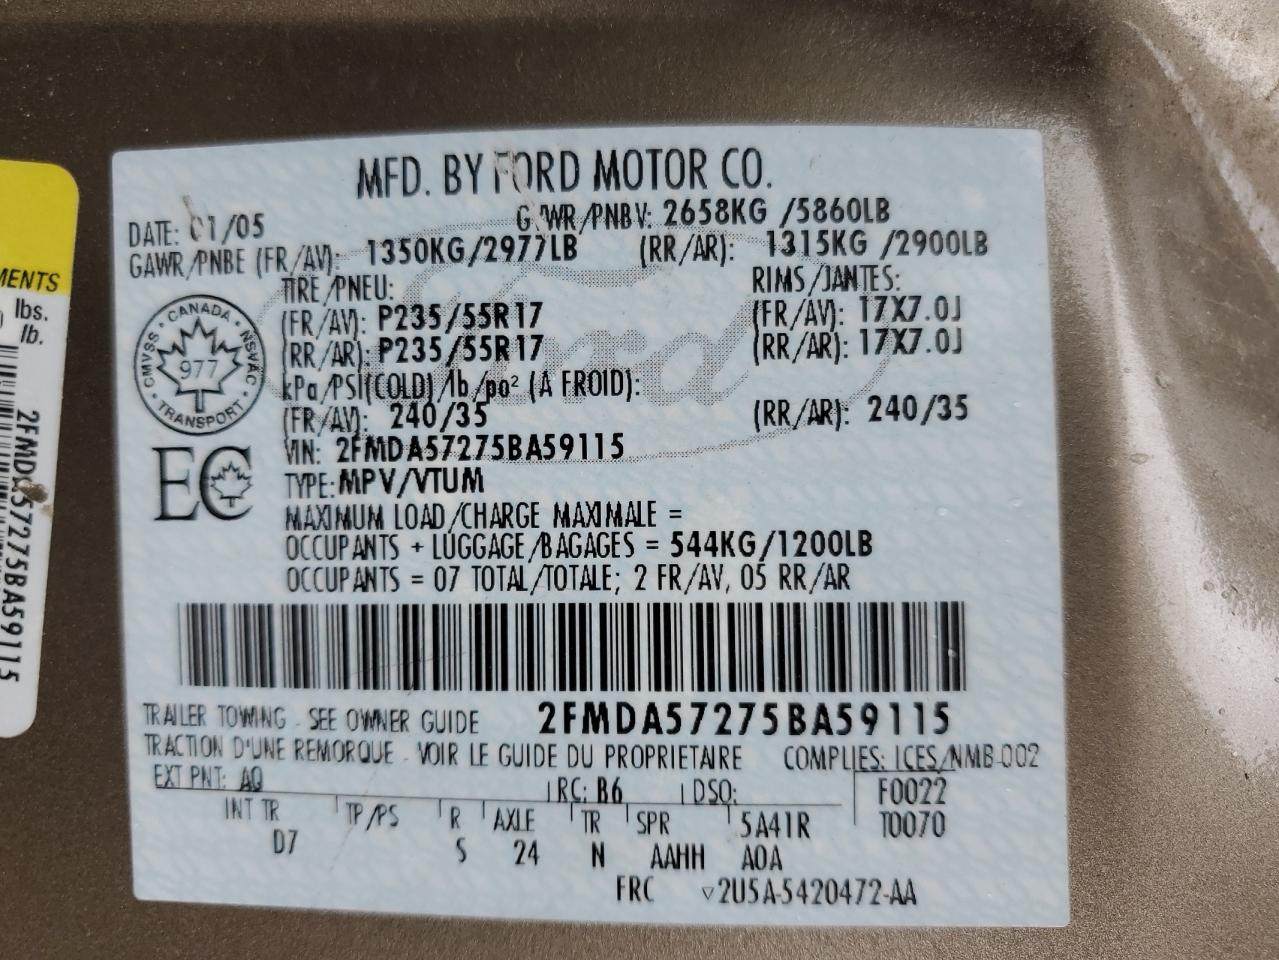 MFD. BY FORD MOTOR CO.
DATE: 01/05
GVWR/PNBV: 2658KG /5860LB
GAWR/PNBE (FR/AV): 1350KG/2977LB (RR/AR): 1315KG /2900LB
TIRE/PNEU: RIMS/JANTES:
(FR/AV): P235/55R17 (FR/AV): 17X7.0J
(RR/AR): P235/55R17 (RR/AR): 17X7.0J
kPa/PSI(COLD)/lb/po² (A FROID):
(FR/AV): 240/35 (RR/AR): 240/35
VIN: 2FMDA57275BA59115
TYPE: MPV/VTUM
MAXIMUM LOAD/CHARGE MAXIMALE =
OCCUPANTS + LUGGAGE/BAGAGES = 544KG/1200LB
OCCUPANTS = 07 TOTAL/TOTALE; 2 FR/AV, 05 RR/AR
CANADA · NSVAC · TRANSPORT · CMVSS
977
EC
Ford
TRAILER TOWING - SEE OWNER GUIDE 2FMDA57275BA59115
TRACTION D'UNE REMORQUE - VOIR LE GUIDE DU PROPRIETAIRE COMPLIES: ICES/NMB-002
EXT PNT: AQ RC: B6 DSO: F0022
INT TR TP/PS R AXLE TR SPR 5A41R T0070
D7 S 24 N AAHH A0A
FRC ▽2U5A-5420472-AA
MENTS
lbs.
lb.
2FMDA57275BA59115